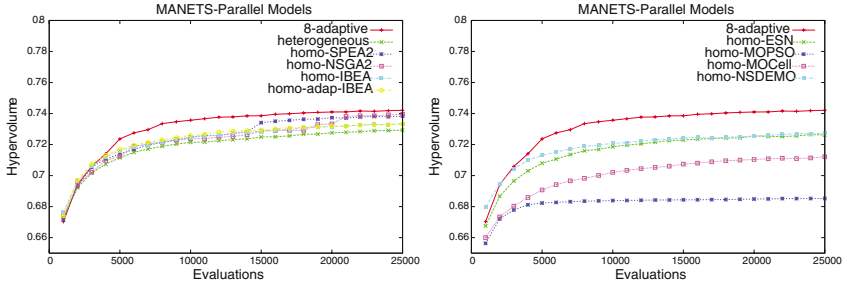 MANETS-Parallel Models
0.8
0.78
0.76
0.74
0.72
0.7
0.68
0.66
Hypervolume
8-adaptive
heterogeneous
homo-SPEA2
homo-NSGA2
homo-IBEA
homo-adap-IBEA
0 5000 10000 15000 20000 25000
Evaluations
MANETS-Parallel Models
0.8
0.78
0.76
0.74
0.72
0.7
0.68
0.66
Hypervolume
8-adaptive
homo-ESN
homo-MOPSO
homo-MOCell
homo-NSDEMO
0 5000 10000 15000 20000 25000
Evaluations